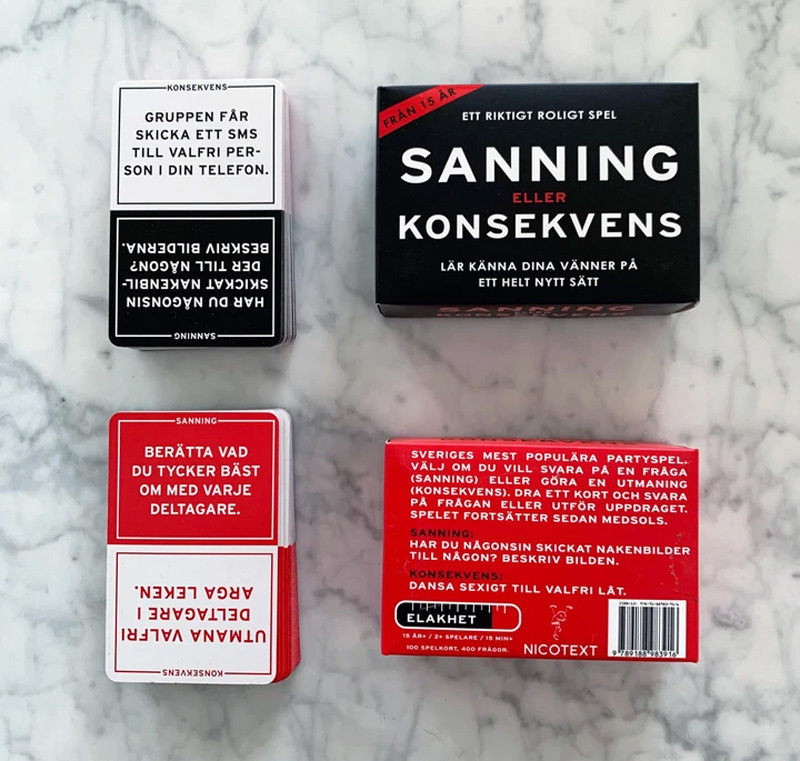 KONSEKVENS
GRUPPEN FÅR
SKICKA ETT SMS
TILL VALFRI PER-
SON I DIN TELEFON.
SANNING
HAR DU NÅGONSIN
SKICKAT NAKENBIL-
DER TILL NÅGON?
BESKRIV BILDERNA.
FRÅN 15 ÅR
ETT RIKTIGT ROLIGT SPEL
SANNING
ELLER
KONSEKVENS
LÄR KÄNNA DINA VÄNNER PÅ
ETT HELT NYTT SÄTT
SANNING
KONSEKVENS
SANNING
BERÄTTA VAD
DU TYCKER BÄST
OM MED VARJE
DELTAGARE.
KONSEKVENS
UTMANA VALFRI
DELTAGARE I
ARGA LEKEN.
SVERIGES MEST POPULÄRA PARTYSPEL.
VÄLJ OM DU VILL SVARA PÅ EN FRÅGA
(SANNING) ELLER GÖRA EN UTMANING
(KONSEKVENS). DRA ETT KORT OCH SVARA
PÅ FRÅGAN ELLER UTFÖR UPPDRAGET.
SPELET FORTSÄTTER SEDAN MEDSOLS.
SANNING:
HAR DU NÅGONSIN SKICKAT NAKENBILDER
TILL NÅGON? BESKRIV BILDEN.
KONSEKVENS:
DANSA SEXIGT TILL VALFRI LÅT.
ELAKHET
15 ÅR+ / 2+ SPELARE / 15 MIN+
100 SPELKORT, 400 FRÅGOR.
NICOTEXT
9 789188 983916